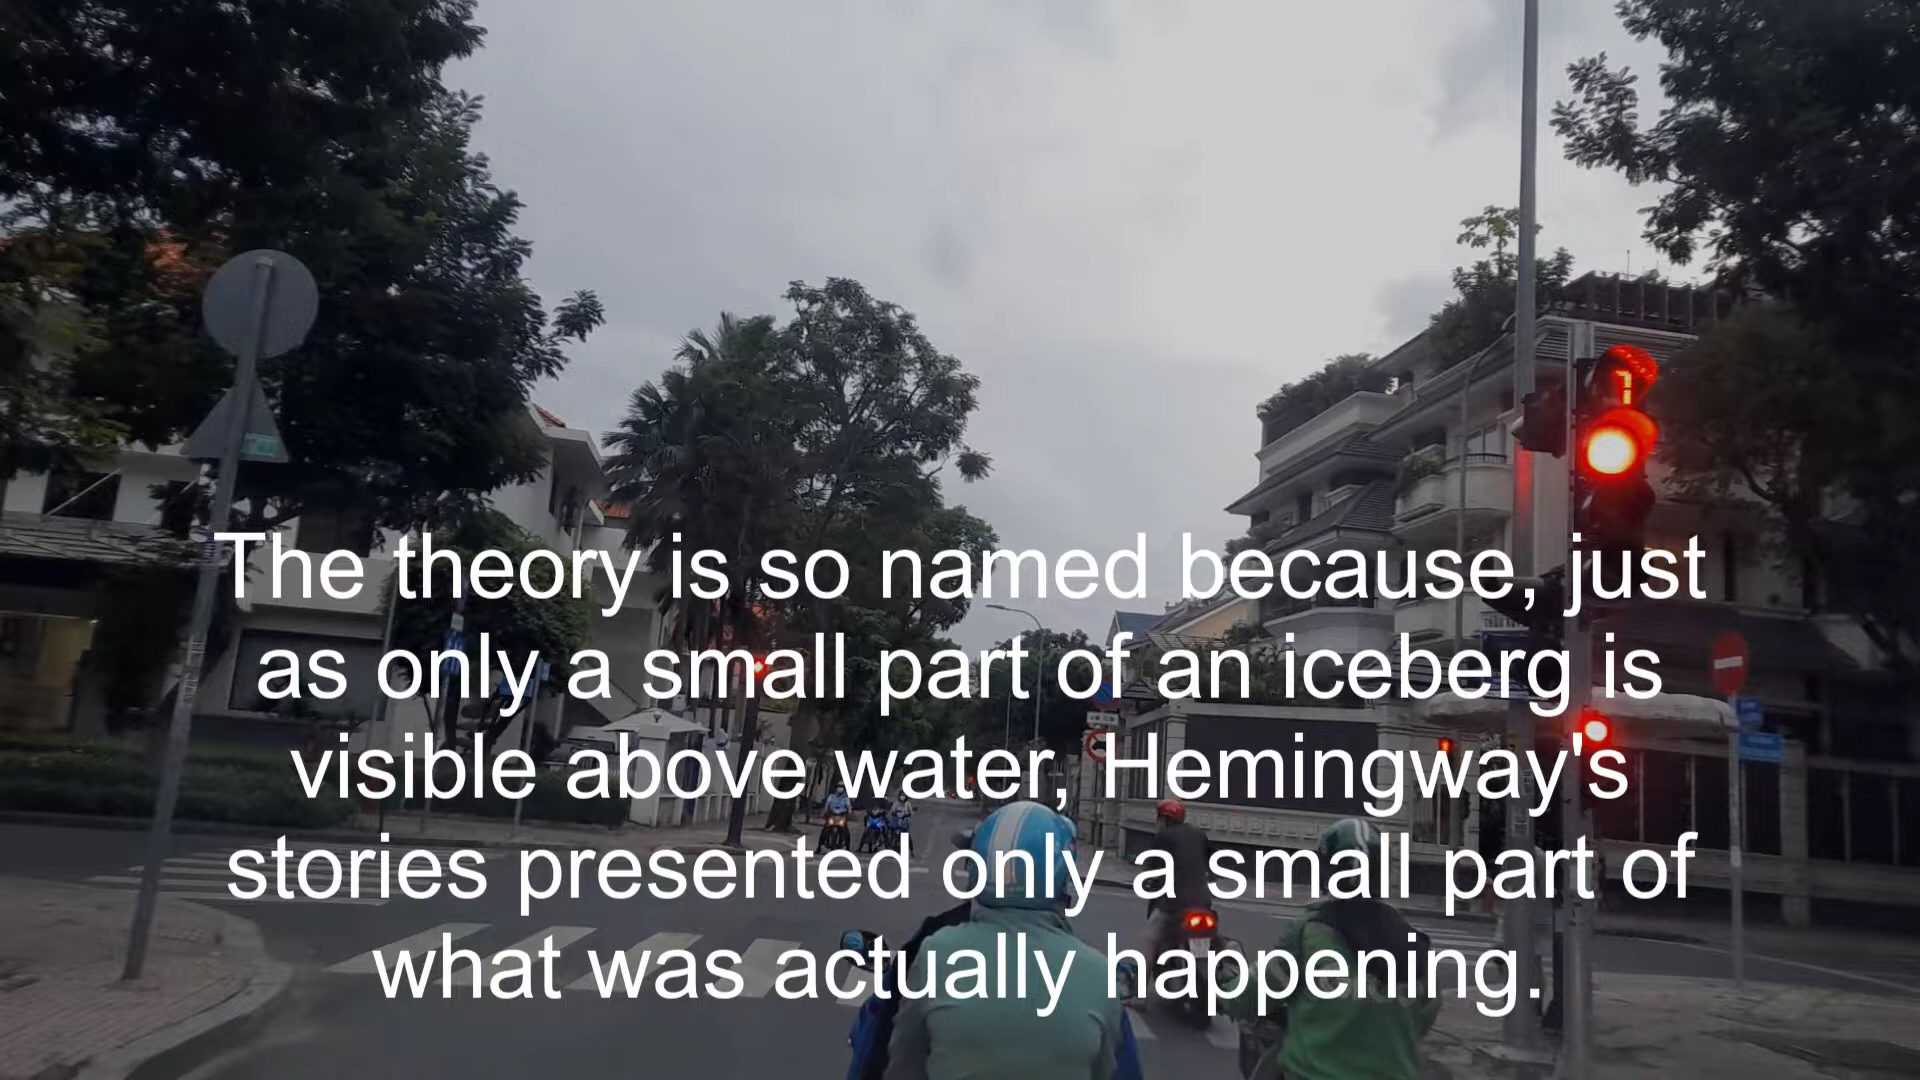 7
The theory is so named because, just
as only a small part of an iceberg is
visible above water, Hemingway's
stories presented only a small part of
what was actually happening.